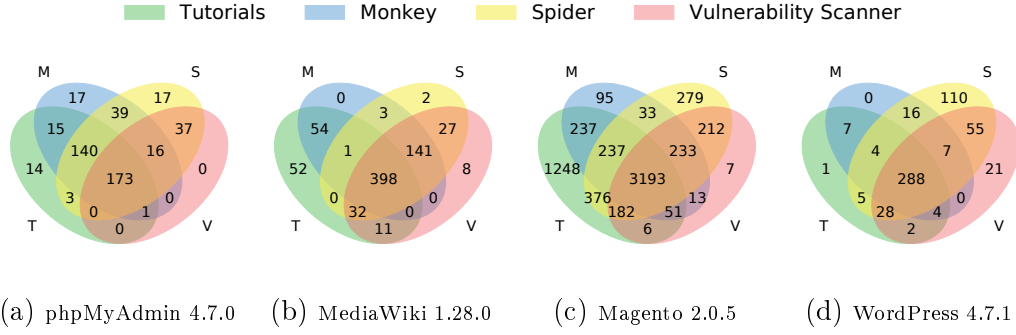 Tutorials Monkey Spider Vulnerability Scanner
M S M S M S M S
17 17 0 2 95 279 0 110
39 3 33 16
15 37 54 27 237 212 7 55
140 16 1 141 237 233 4 7
14 0 52 8 1248 7 1 21
173 398 3193 288
3 0 0 0 376 13 5 0
0 1 32 0 182 51 28 4
T 0 V T 11 V T 6 V T 2 V
(a) phpMyAdmin 4.7.0 (b) MediaWiki 1.28.0 (c) Magento 2.0.5 (d) WordPress 4.7.1